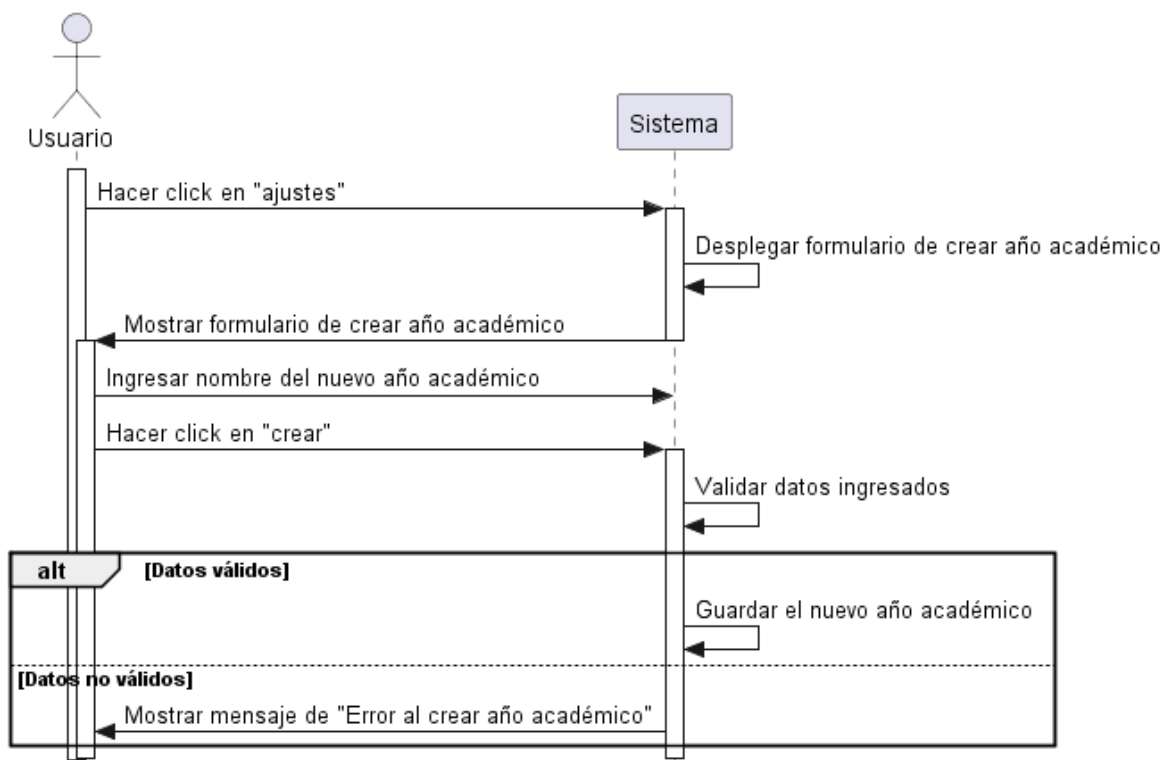 Usuario
Sistema
Hacer click en "ajustes"
Desplegar formulario de crear año académico
Mostrar formulario de crear año académico
Ingresar nombre del nuevo año académico
Hacer click en "crear"
Validar datos ingresados
alt
[Datos válidos]
Guardar el nuevo año académico
[Datos no válidos]
Mostrar mensaje de "Error al crear año académico"